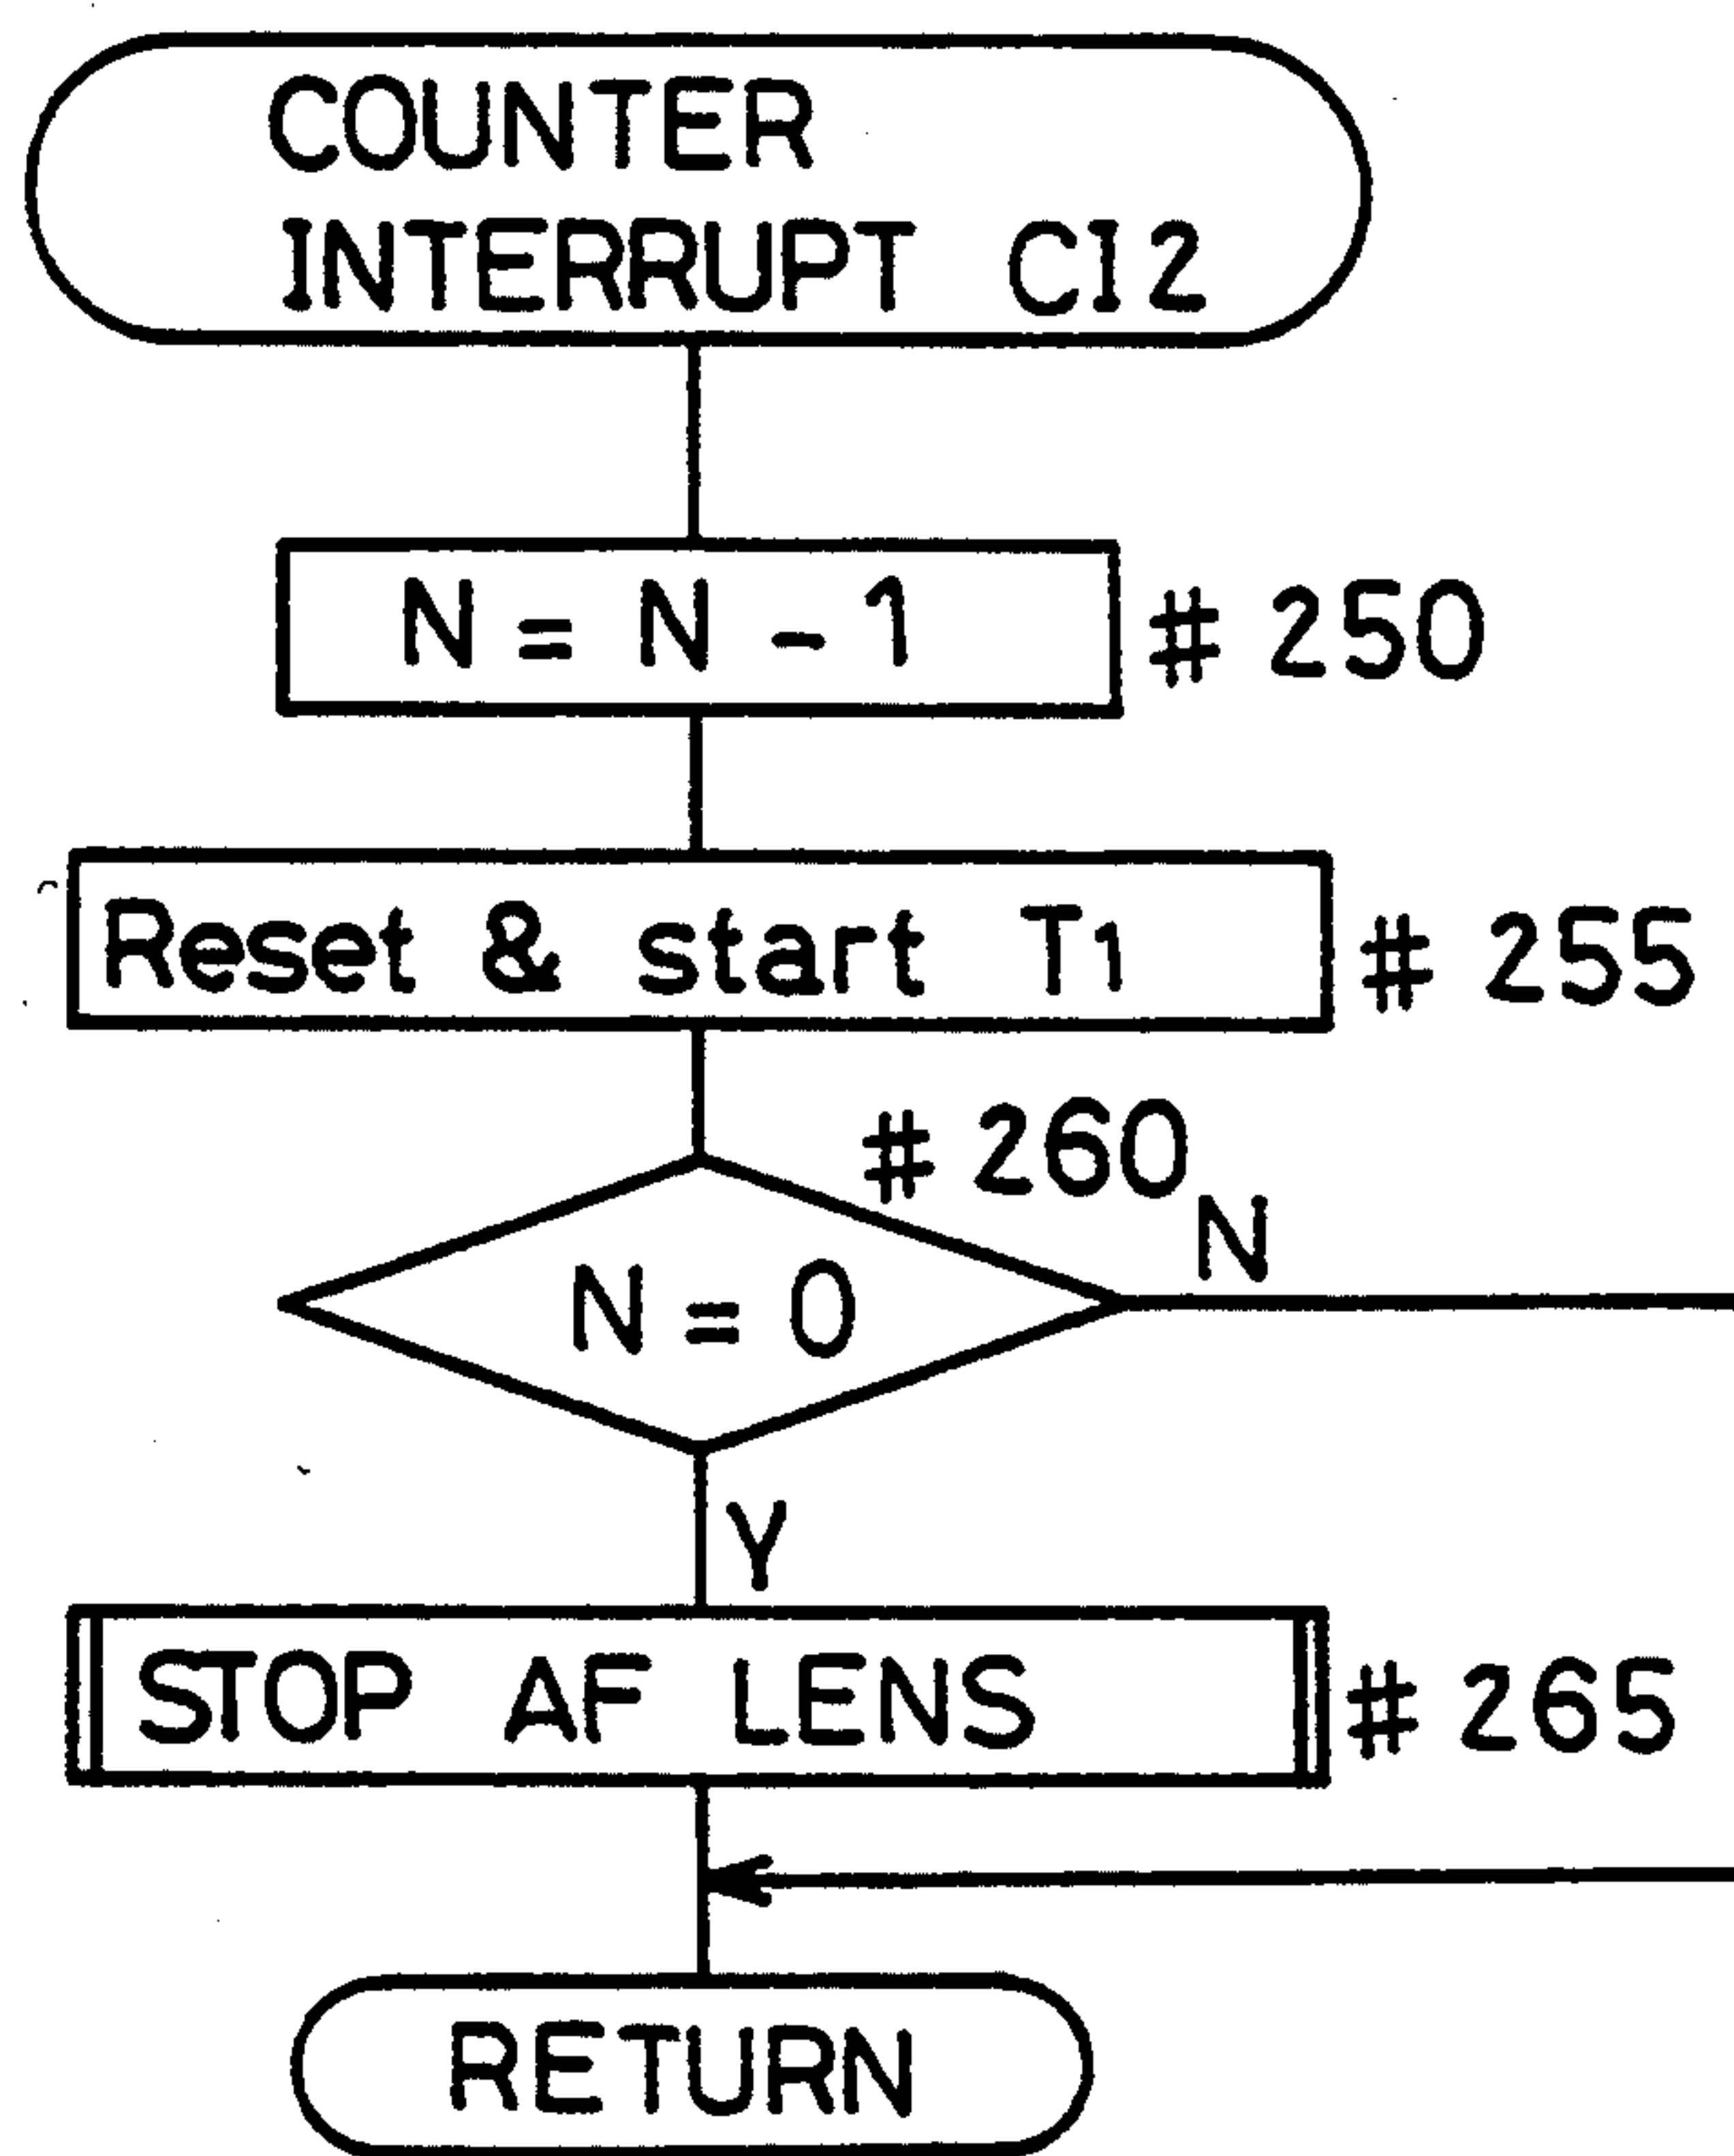 COUNTER
INTERRUPT CI2
N = N - 1 # 250
Reset & start T1 # 255
# 260
N
N = 0
Y
STOP AF LENS # 265
RETURN